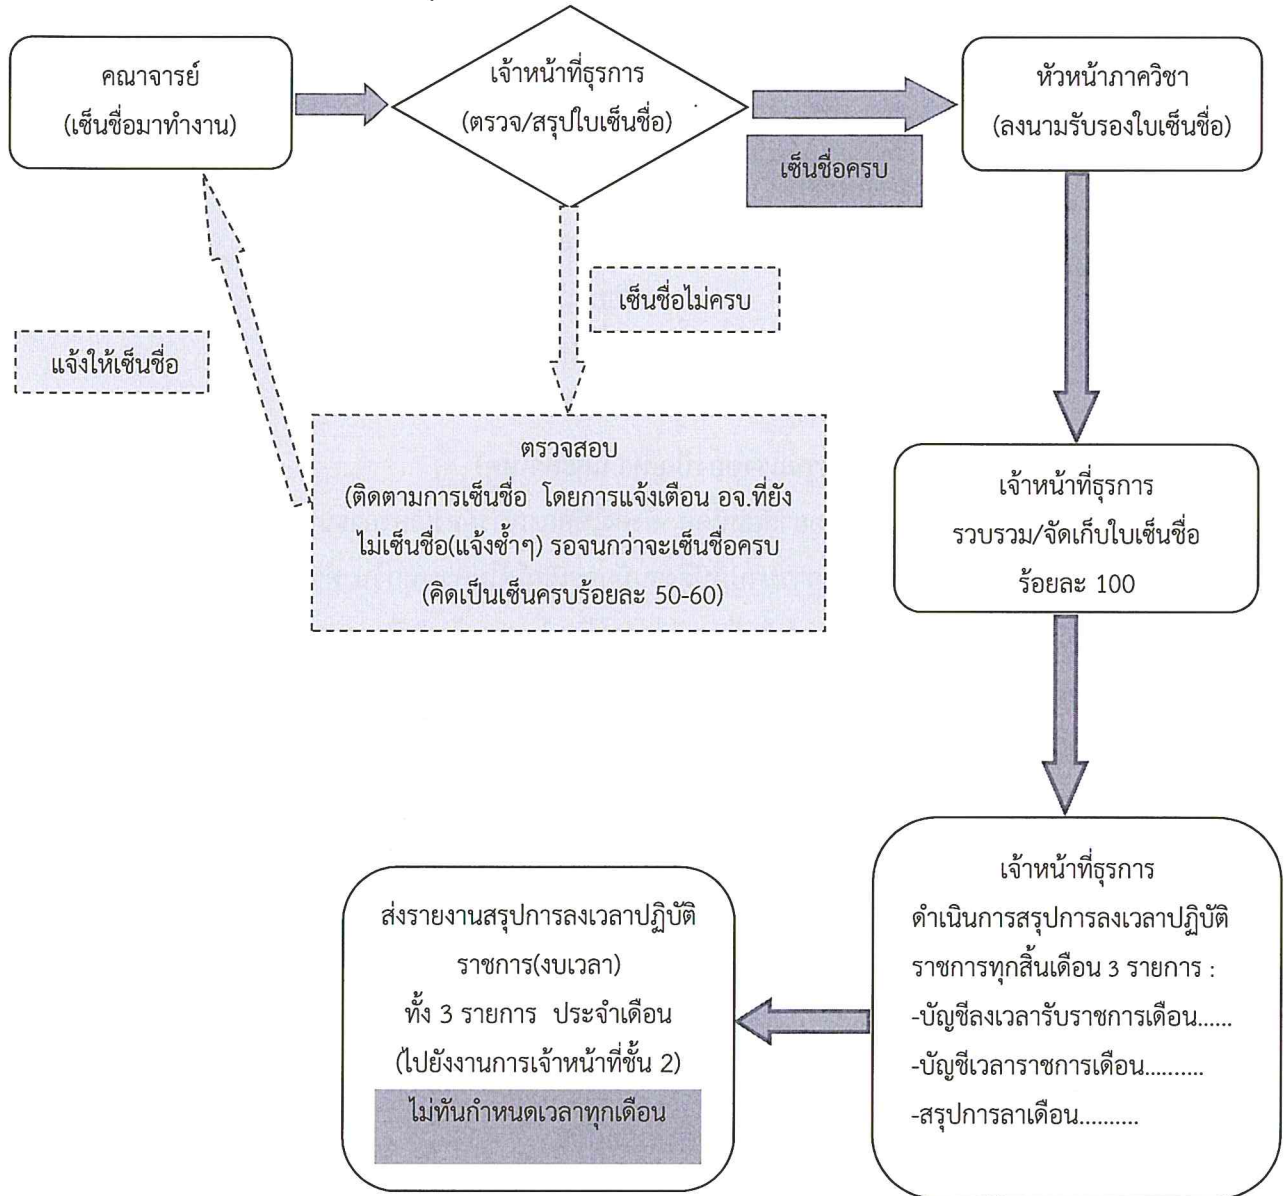 คณาจารย์
(เซ็นชื่อมาทำงาน)
เจ้าหน้าที่ธุรการ
(ตรวจ/สรุปใบเซ็นชื่อ)
เซ็นชื่อครบ
หัวหน้าภาควิชา
(ลงนามรับรองใบเซ็นชื่อ)
เซ็นชื่อไม่ครบ
แจ้งให้เซ็นชื่อ
ตรวจสอบ
(ติดตามการเซ็นชื่อ โดยการแจ้งเตือน อจ.ที่ยัง
ไม่เซ็นชื่อ(แจ้งซ้ำๆ) รอจนกว่าจะเซ็นชื่อครบ
(คิดเป็นเซ็นครบร้อยละ 50-60)
เจ้าหน้าที่ธุรการ
รวบรวม/จัดเก็บใบเซ็นชื่อ
ร้อยละ 100
เจ้าหน้าที่ธุรการ
ดำเนินการสรุปการลงเวลาปฏิบัติ
ราชการทุกสิ้นเดือน 3 รายการ :
-บัญชีลงเวลารับราชการเดือน......
-บัญชีเวลาราชการเดือน..........
-สรุปการลาเดือน..........
ส่งรายงานสรุปการลงเวลาปฏิบัติ
ราชการ(งบเวลา)
ทั้ง 3 รายการ ประจำเดือน
(ไปยังงานการเจ้าหน้าที่ชั้น 2)
ไม่ทันกำหนดเวลาทุกเดือน